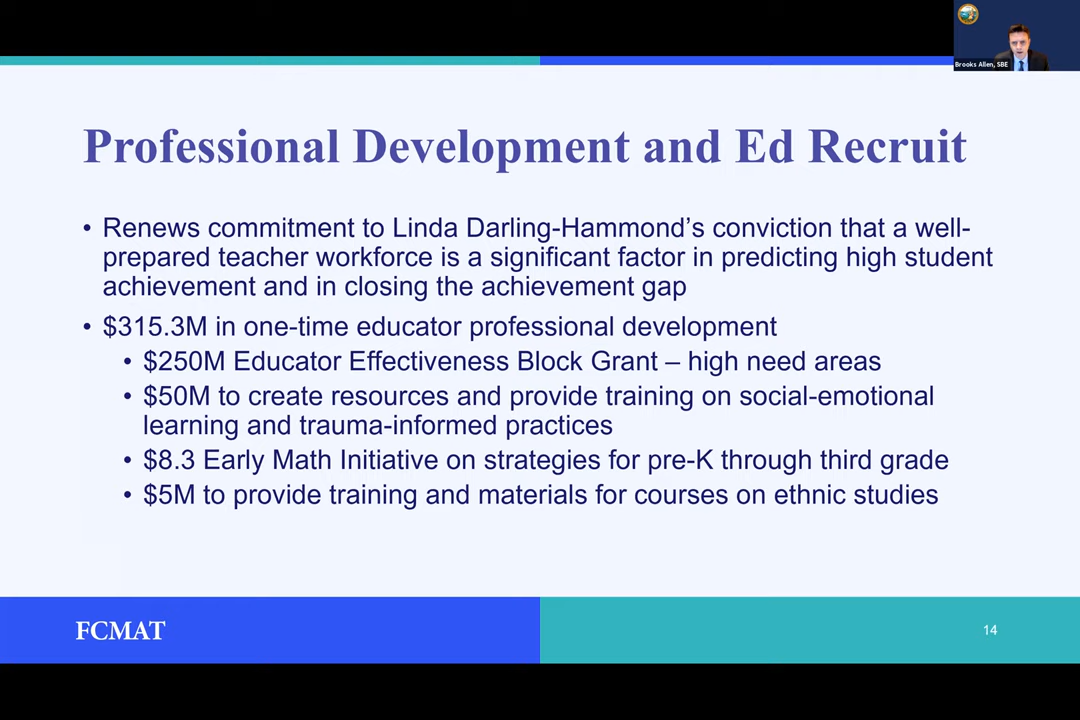 Brooks Allen, SBE
Professional Development and Ed Recruit
• Renews commitment to Linda Darling-Hammond’s conviction that a well-
prepared teacher workforce is a significant factor in predicting high student
achievement and in closing the achievement gap
• $315.3M in one-time educator professional development
• $250M Educator Effectiveness Block Grant – high need areas
• $50M to create resources and provide training on social-emotional
learning and trauma-informed practices
• $8.3 Early Math Initiative on strategies for pre-K through third grade
• $5M to provide training and materials for courses on ethnic studies
FCMAT
14